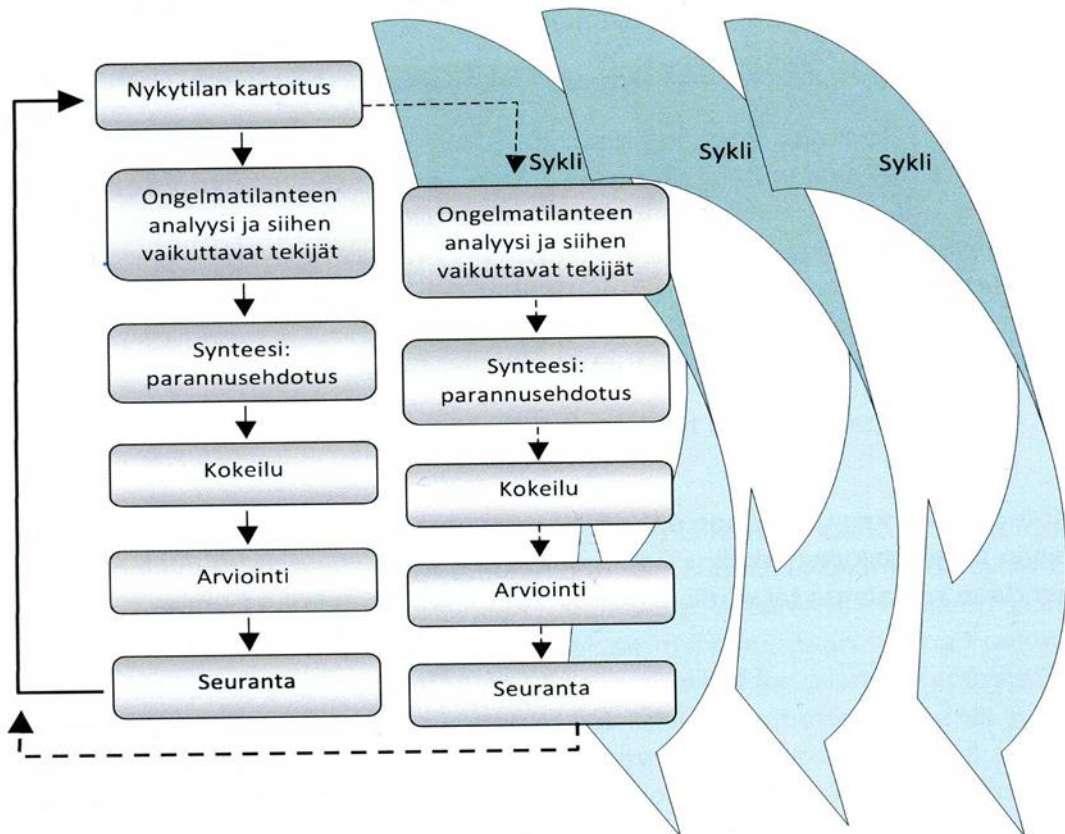 Nykytilan kartoitus
Ongelmatilanteen
analyysi ja siihen
vaikuttavat tekijät
Synteesi:
parannusehdotus
Kokeilu
Arviointi
Seuranta
Ongelmatilanteen
analyysi ja siihen
vaikuttavat tekijät
Synteesi:
parannusehdotus
Kokeilu
Arviointi
Seuranta
Sykli
Sykli
Sykli